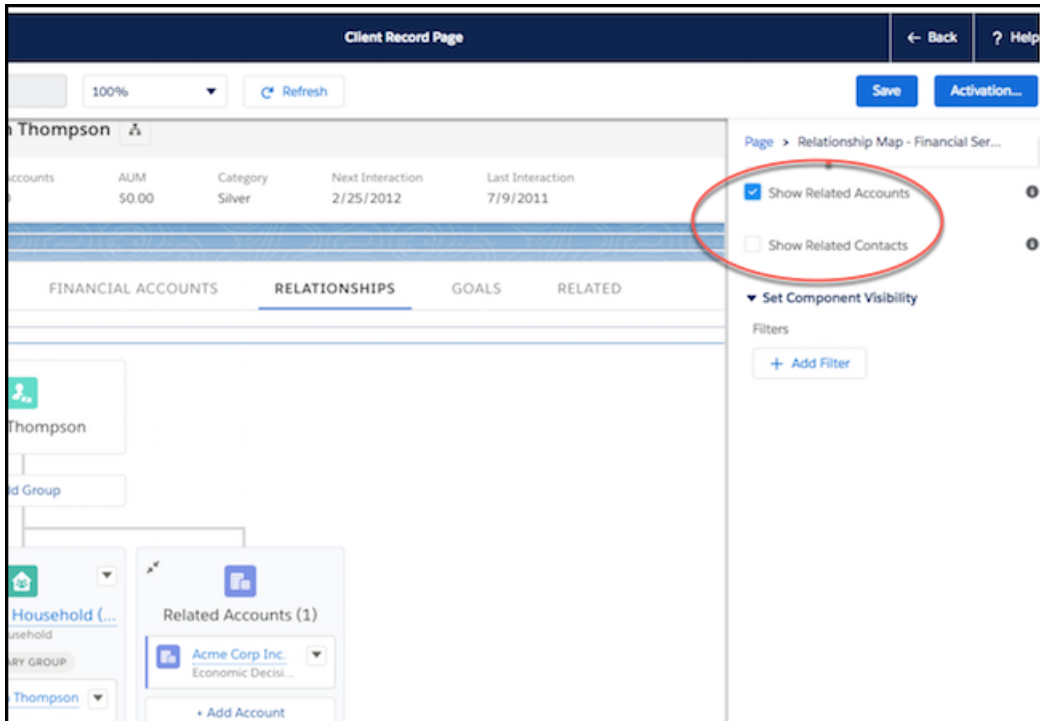 Client Record Page
← Back
? Help
100%
Refresh
Save
Activation...
Thompson
Page > Relationship Map - Financial Ser...
AUM
Category
Next Interaction
Last Interaction
$0.00
Silver
2/25/2012
7/9/2011
Show Related Accounts
Show Related Contacts
FINANCIAL ACCOUNTS
RELATIONSHIPS
GOALS
RELATED
Set Component Visibility
Filters
+ Add Filter
Thompson
Group
Household (...
Related Accounts (1)
Acme Corp Inc.
Economic Decisi...
GROUP
Thompson
+ Add Account